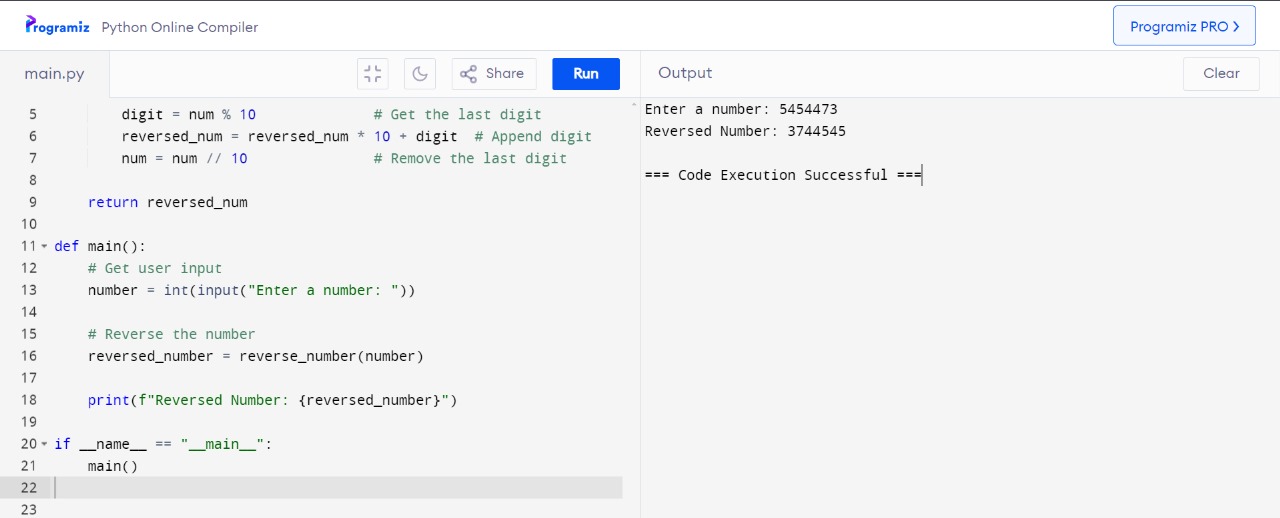 Programiz Python Online Compiler
Programiz PRO >
main.py
Share
Run
Output
Clear
5 digit = num % 10 # Get the last digit
6 reversed_num = reversed_num * 10 + digit # Append digit
7 num = num // 10 # Remove the last digit
8
9 return reversed_num
10
11 def main():
12 # Get user input
13 number = int(input("Enter a number: "))
14
15 # Reverse the number
16 reversed_number = reverse_number(number)
17
18 print(f"Reversed Number: {reversed_number}")
19
20 if __name__ == "__main__":
21 main()
22
23
Enter a number: 5454473
Reversed Number: 3744545
=== Code Execution Successful ===